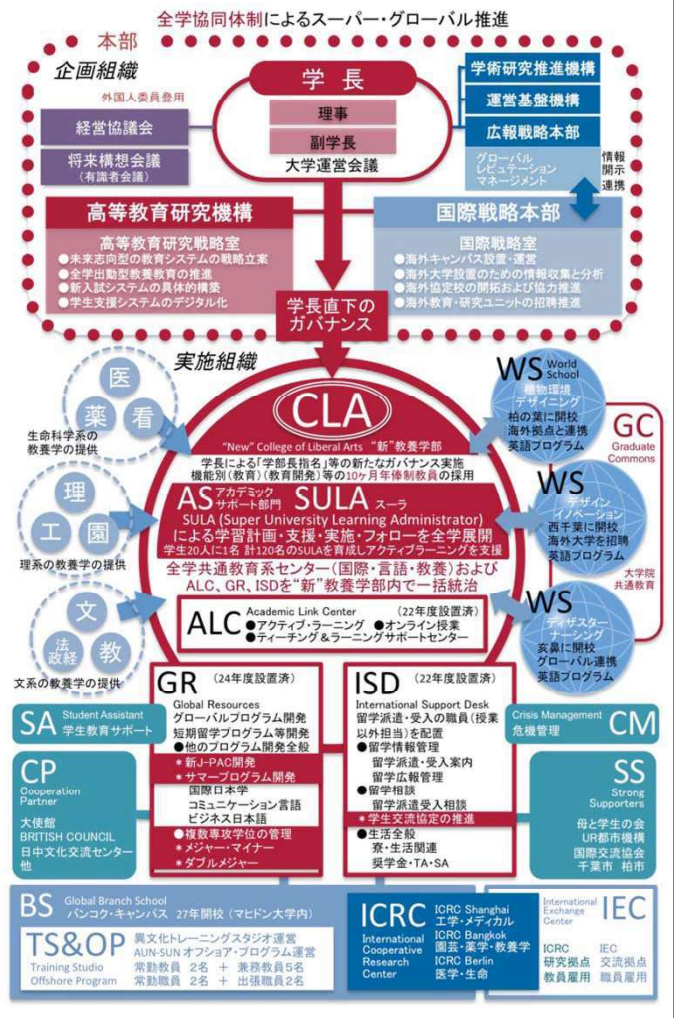 全学協同体制によるスーパー・グローバル推進
本部
企画組織
外国人委員登用
経営協議会
将来構想会議
(有識者会議)
学長
理事
副学長
大学運営会議
学術研究推進機構
運営基盤機構
広報戦略本部
グローバル
レピュテーション
マネージメント
情報
開示
連携
高等教育研究機構
高等教育研究戦略室
●未来志向型の教育システムの戦略立案
●全学出動型教養教育の推進
●新入試システムの具体的構築
●学生支援システムのデジタル化
国際戦略本部
国際戦略室
●海外キャンパス設置・運営
●海外大学設置のための情報収集と分析
●海外協定校の開拓および協力推進
●海外教育・研究ユニットの招聘推進
学長直下の
ガバナンス
実施組織
医
薬
看
生命科学系の
教養学の提供
理
工
園
理系の教養学の提供
文
法政経
教
文系の教養学の提供
CLA
"New" College of Liberal Arts “新”教養学部
学長による「学部長指名」等の新たなガバナンス実施
機能別(教育)(教育開発)等の10ヶ月年俸制教員の採用
AS アカデミック
サポート部門
SULA スーラ
SULA (Super University Learning Administrator)
による学習計画・支援・実施・フォローを全学展開
学生20人に1名 計120名のSULAを育成しアクティブラーニングを支援
全学共通教育系センター(国際・言語・教養)および
ALC、GR、ISDを“新”教養学部内で一括統治
ALC Academic Link Center (22年度設置済)
●アクティブ・ラーニング ●オンライン授業
●ティーチング&ラーニングサポートセンター
WS World School
植物環境
デザイニング
柏の葉に開校
海外拠点と連携
英語プログラム
WS
デザイン
イノベーション
西千葉に開校
海外大学を招聘
英語プログラム
WS
ディザスター
ナーシング
亥鼻に開校
グローバル連携
英語プログラム
GC
Graduate
Commons
大学院
共通教育
GR (24年度設置済)
Global Resources
グローバルプログラム開発
短期留学プログラム等開発
●他のプログラム開発全般
＊新J-PAC開発
＊サマープログラム開発
国際日本学
コミュニケーション言語
ビジネス日本語
●複数専攻学位の管理
＊メジャー・マイナー
＊ダブルメジャー
ISD (22年度設置済)
International Support Desk
留学派遣・受入の職員(授業
以外担当)を配置
●留学情報管理
留学派遣・受入案内
留学広報管理
●留学相談
留学派遣受入相談
＊学生交流協定の推進
●生活全般
寮・生活関連
奨学金・TA・SA
SA Student Assistant
学生教育サポート
CP
Cooperation
Partner
大使館
BRITISH COUNCIL
日中文化交流センター
他
Crisis Management
危機管理
CM
SS
Strong
Supporters
母と学生の会
UR都市機構
国際交流協会
千葉市 柏市
BS Global Branch School
バンコク・キャンパス 27年開校 (マヒドン大学内)
TS&OP
Training Studio
Offshore Program
異文化トレーニングスタジオ運営
AUN-SUN オフショア・プログラム運営
常勤教員 2名 ＋ 兼務教員5名
常勤職員 2名 ＋ 出張職員2名
ICRC
International
Cooperative
Research
Center
ICRC Shanghai
工学・メディカル
ICRC Bangkok
園芸・薬学・教養学
ICRC Berlin
医学・生命
International
Exchange
Center
IEC
ICRC
研究拠点
教員雇用
IEC
交流拠点
職員雇用